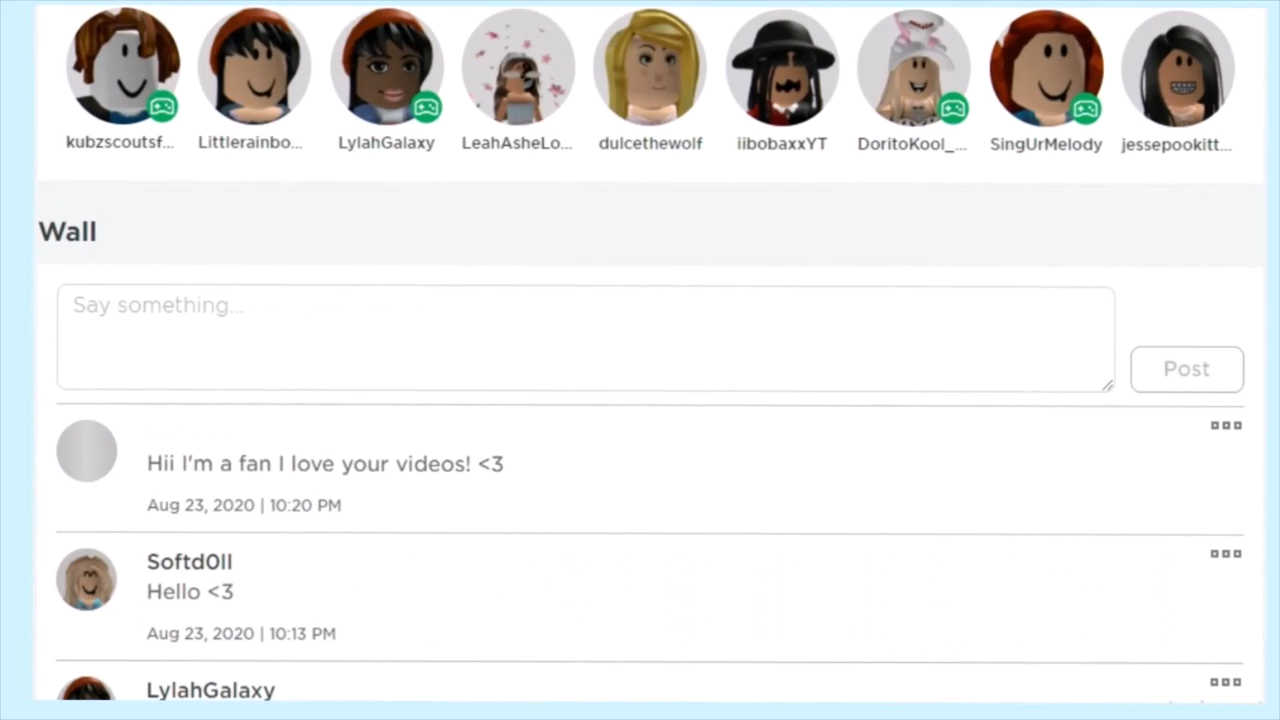 kubzscoutsf... Littlerainbo... LylahGalaxy LeahAsheLo... dulcethewolf iibobaxxYT DoritoKool_... SingUrMelody jessepookitt...
Wall
Say something...
Post
Hii I'm a fan I love your videos! <3
Aug 23, 2020 | 10:20 PM
Softd0ll
Hello <3
Aug 23, 2020 | 10:13 PM
LylahGalaxy